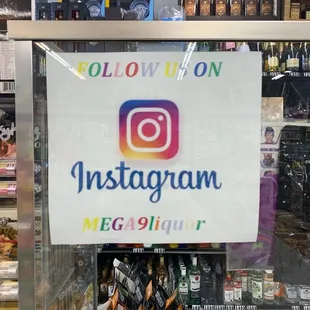 FOLLOW US ON
Instagram
MEGA9liquor